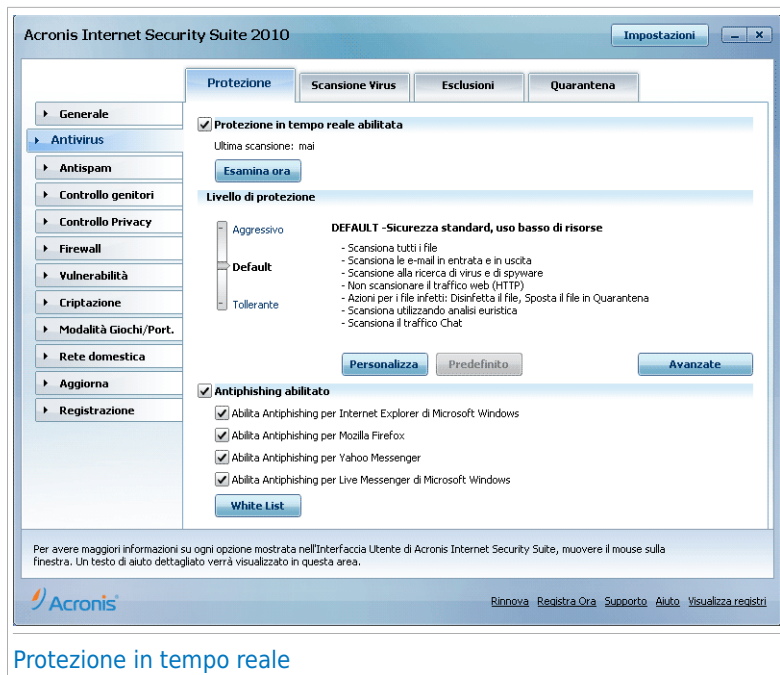 Acronis Internet Security Suite 2010
Impostazioni
Protezione
Scansione Virus
Esclusioni
Quarantena
Generale
Antivirus
Antispam
Controllo genitori
Controllo Privacy
Firewall
Vulnerabilità
Criptazione
Modalità Giochi/Port.
Rete domestica
Aggiorna
Registrazione
Protezione in tempo reale abilitata
Ultima scansione: mai
Esamina ora
Livello di protezione
Aggressivo
Default
Tollerante
DEFAULT -Sicurezza standard, uso basso di risorse
- Scansiona tutti i file
- Scansiona le e-mail in entrata e in uscita
- Scansione alla ricerca di virus e di spyware
- Non scansionare il traffico web (HTTP)
- Azioni per i file infetti: Disinfetta il file, Sposta il file in Quarantena
- Scansiona utilizzando analisi euristica
- Scansiona il traffico Chat
Personalizza
Predefinito
Avanzate
Antiphishing abilitato
Abilita Antiphishing per Internet Explorer di Microsoft Windows
Abilita Antiphishing per Mozilla Firefox
Abilita Antiphishing per Yahoo Messenger
Abilita Antiphishing per Live Messenger di Microsoft Windows
White List
Per avere maggiori informazioni su ogni opzione mostrata nell'Interfaccia Utente di Acronis Internet Security Suite, muovere il mouse sulla
finestra. Un testo di aiuto dettagliato verrà visualizzato in questa area.
Acronis
Rinnova Registra Ora Supporto Aiuto Visualizza registri
Protezione in tempo reale